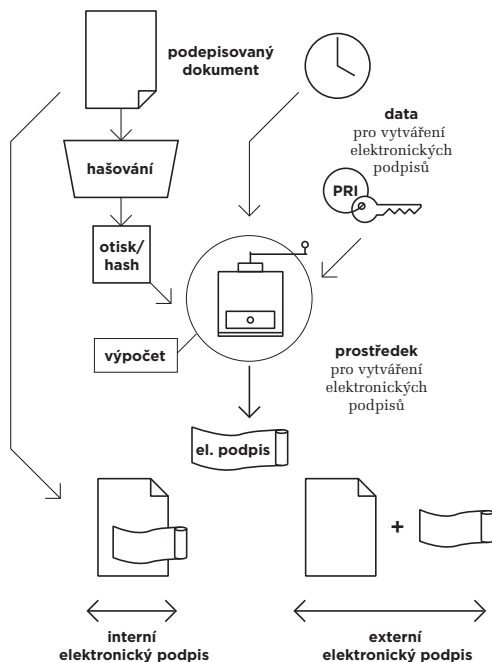 podepisovaný
dokument
data
pro vytváření
elektronických
podpisů
hašování
PRI
otisk/
hash
výpočet
prostředek
pro vytváření
elektronických
podpisů
el. podpis
+
interní
elektronický podpis
externí
elektronický podpis